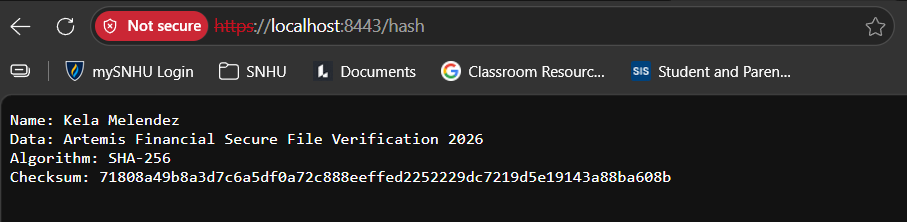 Not secure https://localhost:8443/hash
mySNHU Login SNHU Documents Classroom Resourc... SIS Student and Paren...
Name: Kela Melendez
Data: Artemis Financial Secure File Verification 2026
Algorithm: SHA-256
Checksum: 71808a49b8a3d7c6a5df0a72c888eeffed2252229dc7219d5e19143a88ba608b